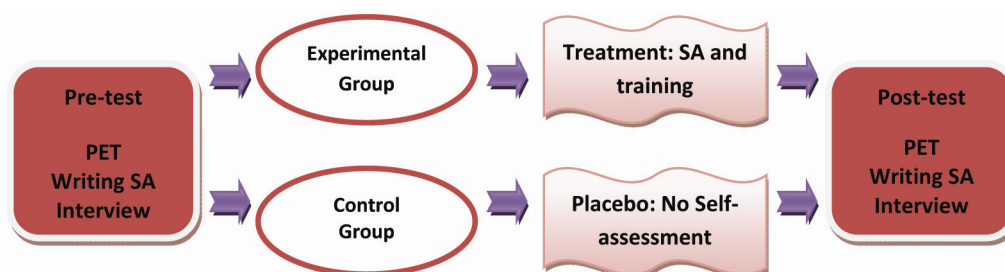 Pre-test
PET
Writing SA
Interview
Experimental
Group
Treatment: SA and
training
Control
Group
Placebo: No Self-
assessment
Post-test
PET
Writing SA
Interview